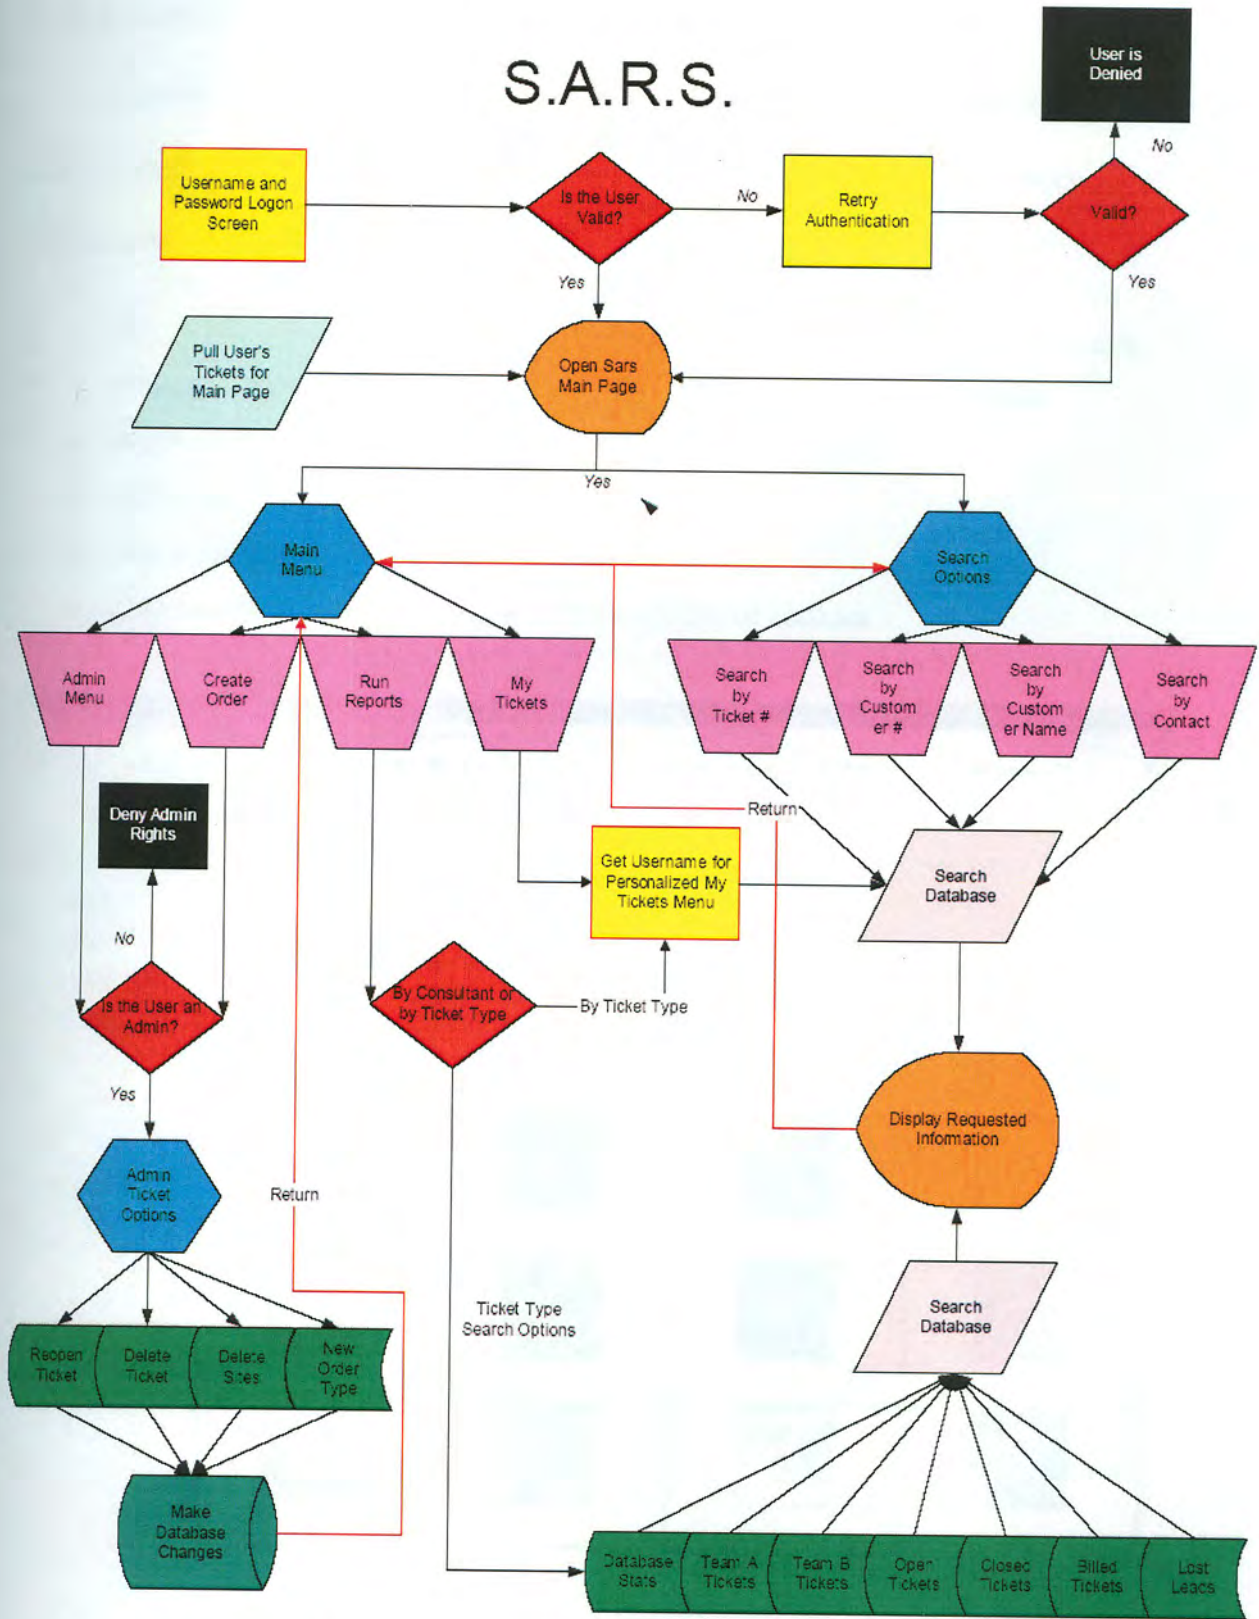 S.A.R.S.
User is
Denied
Username and
Password Logon
Screen
Is the User
Valid?
No
Retry
Authentication
Valid?
No
Yes
Yes
Pull User's
Tickets for
Main Page
Open Sars
Main Page
Yes
Main
Menu
Search
Options
Admin
Menu
Create
Order
Run
Reports
My
Tickets
Search
by
Ticket #
Search
by
Custom
er #
Search
by
Custom
er Name
Search
by
Contact
Deny Admin
Rights
Return
Get Username for
Personalized My
Tickets Menu
Search
Database
No
Is the User an
Admin?
By Consultant or
by Ticket Type
By Ticket Type
Yes
Display Requested
Information
Admin
Ticket
Options
Return
Ticket Type
Search Options
Search
Database
Reopen
Ticket
Delete
Ticket
Delete
Sites
New
Order
Type
Make
Database
Changes
Database
Stats
Team A
Tickets
Team B
Tickets
Open
Tickets
Closed
Tickets
Billed
Tickets
Lost
Leads